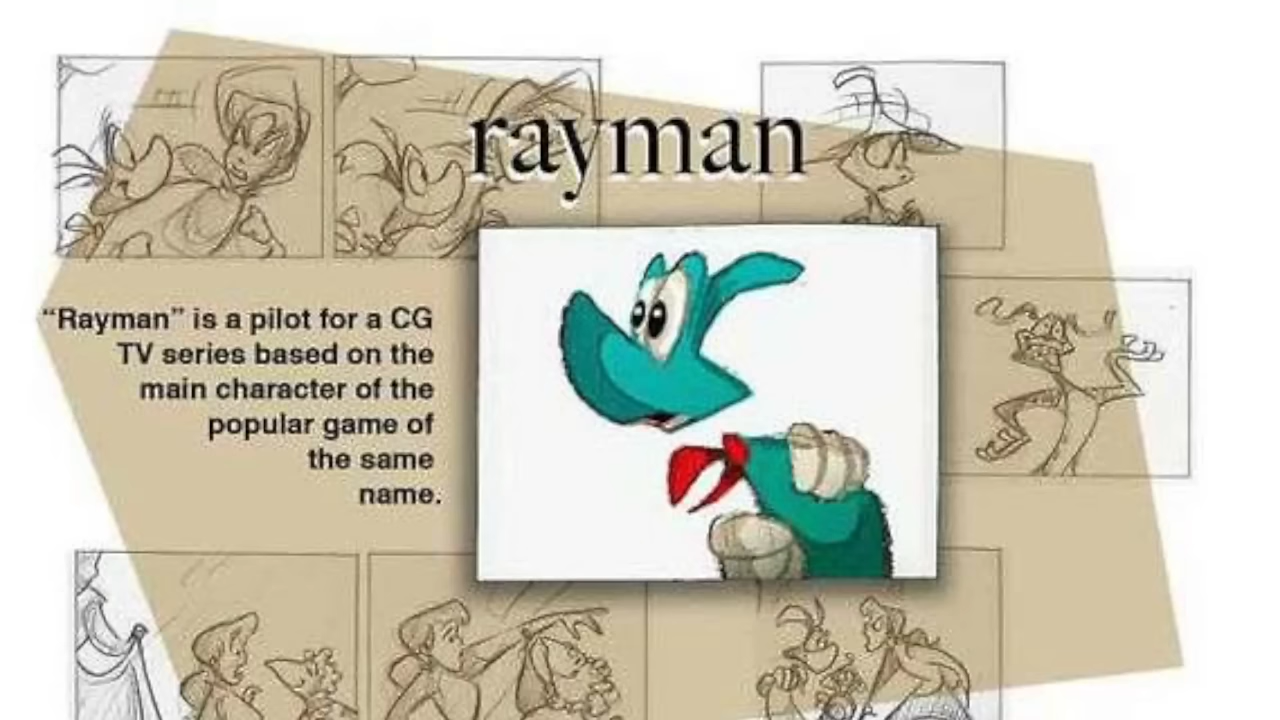 rayman
“Rayman” is a pilot for a CG
TV series based on the
main character of the
popular game of
the same
name.